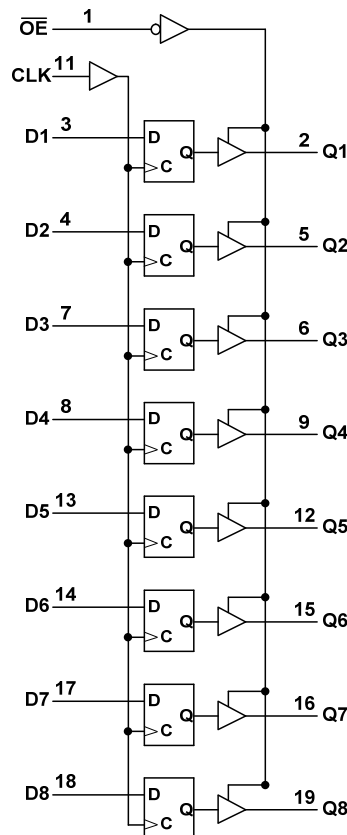 O̅E̅ 1
CLK 11
D1 3 D Q C 2 Q1
D2 4 D Q C 5 Q2
D3 7 D Q C 6 Q3
D4 8 D Q C 9 Q4
D5 13 D Q C 12 Q5
D6 14 D Q C 15 Q6
D7 17 D Q C 16 Q7
D8 18 D Q C 19 Q8